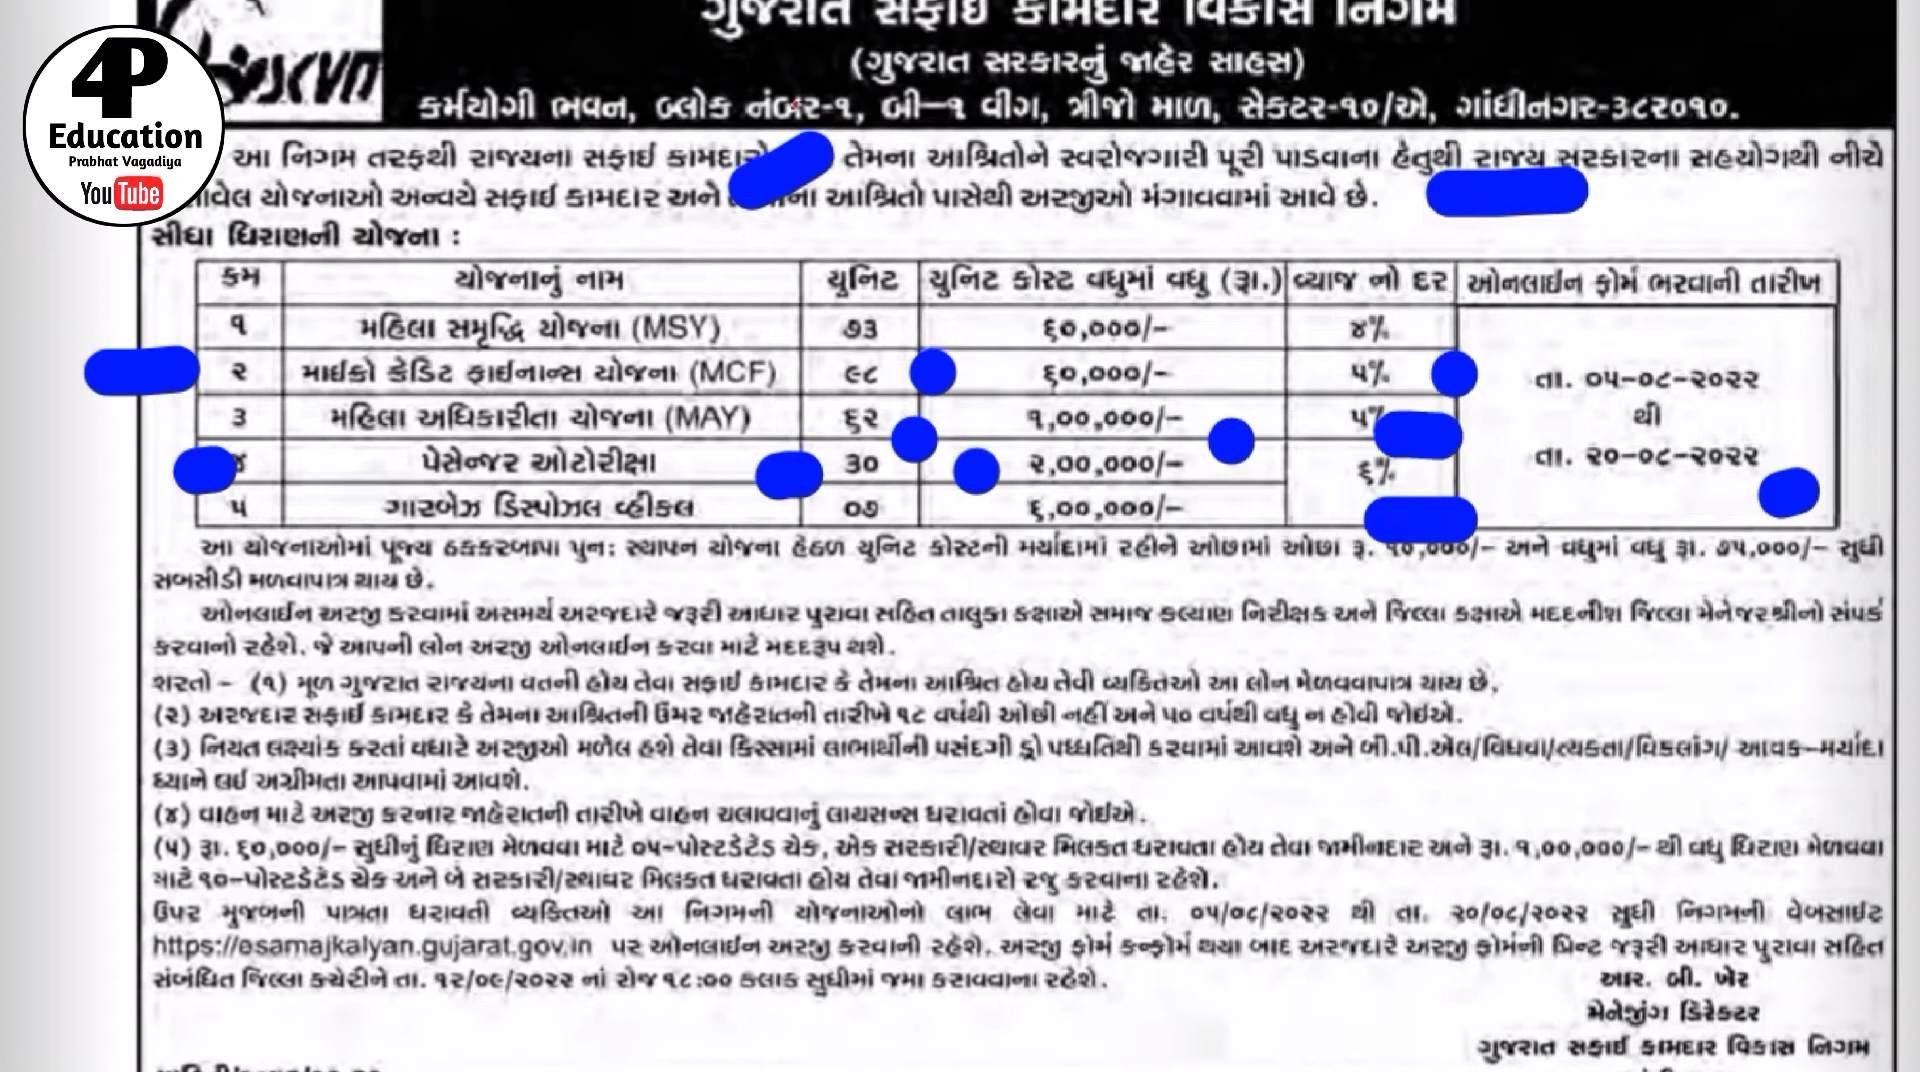 4P
Education
Prabhat Vagadiya
YouTube
ગુજરાત સફાઈ કામદાર વિકાસ નિગમ
(ગુજરાત સરકારનું જાહેર સાહસ)
કર્મયોગી ભવન, બ્લોક નંબર-૧, બી-૧ વીગ, ત્રીજો માળ, સેકટર-૧૦/એ, ગાંધીનગર-૩૮૨૦૧૦.
આ નિગમ તરફથી રાજ્યના સફાઈ કામદારો તેમના આશ્રિતોને સ્વરોજગારી પૂરી પાડવાના હેતુથી રાજ્ય સરકારના સહયોગથી નીચે
યોજનાઓ અન્વયે સફાઈ કામદાર અને આશ્રિતો પાસેથી અરજીઓ મંગાવવામાં આવે છે.
સીધા ધિરાણની યોજના :
ક્રમ યોજનાનું નામ યુનિટ યુનિટ કોસ્ટ વધુમાં વધુ (રૂા.) વ્યાજ નો દર ઓનલાઈન ફોર્મ ભરવાની તારીખ
૧ મહિલા સમૃદ્ધિ યોજના (MSY) ૭૩ ૬૦,૦૦૦/- ૪%
૨ માઈક્રો ક્રેડિટ ફાઈનાન્સ યોજના (MCF) ૯૮ ૬૦,૦૦૦/- ૫% તા. ૦૫-૦૮-૨૦૨૨
૩ મહિલા અધિકારીતા યોજના (MAY) ૬૨ ૧,૦૦,૦૦૦/- ૫% થી
૪ પેસેન્જર ઓટોરીક્ષા ૩૦ ૨,૦૦,૦૦૦/- ૬% તા. ૨૦-૦૮-૨૦૨૨
૫ ગારબેઝ ડિસ્પોઝલ વ્હીકલ ૦૭ ૬,૦૦,૦૦૦/-
આ યોજનાઓમાં પૂજ્ય ઠક્કરબાપા પુન: સ્થાપન યોજના હેઠળ યુનિટ કોસ્ટની મર્યાદામાં રહીને ઓછામાં ઓછા રૂ. ૧૦,૦૦૦/- અને વધુમાં વધુ રૂા. ૭૫,૦૦૦/- સુધી
સબસીડી મળવાપાત્ર થાય છે.
ઓનલાઈન અરજી કરવામાં અસમર્થ અરજદારે જરૂરી આધાર પુરાવા સહિત તાલુકા કક્ષાએ સમાજ કલ્યાણ નિરીક્ષક અને જિલ્લા કક્ષાએ મદદનીશ જિલ્લા મેનેજરશ્રીનો સંપર્ક
કરવાનો રહેશે. જે આપની લોન અરજી ઓનલાઈન કરવા માટે મદદરૂપ થશે.
શરતો – (૧) મૂળ ગુજરાત રાજ્યના વતની હોય તેવા સફાઈ કામદાર કે તેમના આશ્રિત હોય તેવી વ્યકિતઓ આ લોન મેળવવાપાત્ર થાય છે,
(૨) અરજદાર સફાઈ કામદાર કે તેમના આશ્રિતની ઉંમર જાહેરાતની તારીખે ૧૮ વર્ષથી ઓછી નહીં અને ૫૦ વર્ષથી વધુ ન હોવી જોઈએ.
(૩) નિયત લક્ષ્યાંક કરતાં વધારે અરજીઓ મળેલ હશે તેવા કિસ્સામાં લાભાર્થીની પસંદગી ડ્રો પધ્ધતિથી કરવામાં આવશે અને બી.પી.એલ/વિધવા/ત્યકતા/વિકલાંગ/ આવક–મર્યાદા
ધ્યાને લઈ અગ્રીમતા આપવામાં આવશે.
(૪) વાહન માટે અરજી કરનાર જાહેરાતની તારીખે વાહન ચલાવવાનું લાયસન્સ ધરાવતાં હોવા જોઈએ.
(૫) રૂા. ૬૦,૦૦૦/- સુધીનું ધિરાણ મેળવવા માટે ૦૫-પોસ્ટડેટેડ ચેક, એક સરકારી/સ્થાવર મિલકત ધરાવતા હોય તેવા જામીનદાર અને રૂા. ૧,૦૦,૦૦૦/- થી વધુ ધિરાણ મેળવવા
માટે ૧૦-પોસ્ટડેટેડ ચેક અને બે સરકારી/સ્થાવર મિલકત ધરાવતા હોય તેવા જામીનદારો રજુ કરવાના રહેશે.
ઉપર મુજબની પાત્રતા ધરાવતી વ્યકિતઓ આ નિગમની યોજનાઓનો લાભ લેવા માટે તા. ૦૫/૦૮/૨૦૨૨ થી તા. ૨૦/૦૮/૨૦૨૨ સુધી નિગમની વેબસાઈટ
https://esamajkalyan.gujarat.gov.in પર ઓનલાઈન અરજી કરવાની રહેશે. અરજી ફોર્મ કન્ફોર્મ થયા બાદ અરજદારે અરજી ફોર્મની પ્રિન્ટ જરૂરી આધાર પુરાવા સહિત
સંબંધિત જિલ્લા કચેરીને તા. ૧૨/૦૯/૨૦૨૨ નાં રોજ ૧૮:૦૦ કલાક સુધીમાં જમા કરાવવાના રહેશે.
આર. બી. ખેર
મેનેજીંગ ડિરેકટર
ગુજરાત સફાઈ કામદાર વિકાસ નિગમ